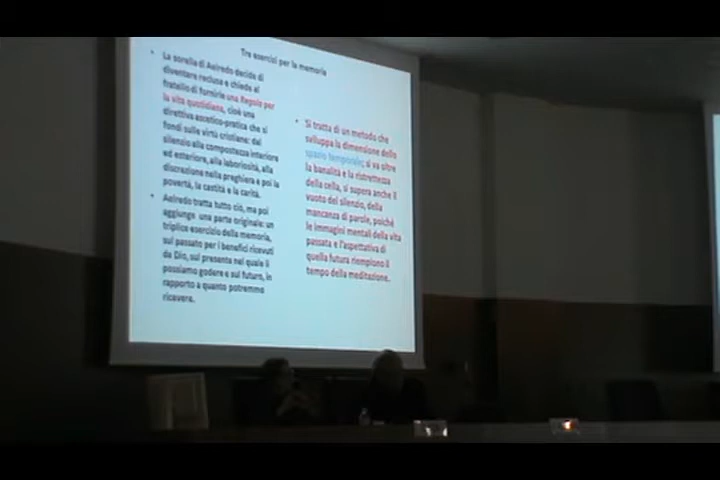 Tre esercizi per la memoria
• La sorella di Aelredo decide di
diventare reclusa e chiede al
fratello di fornirle una Regola per
la vita quotidiana, cioè una
direttiva ascetico-pratica che si
fondi sulle virtù cristiane: dal
silenzio alla compostezza interiore
ed esteriore, alla laboriosità, alla
discrezione nella preghiera e poi la
povertà, la castità e la carità.
• Aelredo tratta tutto ciò, ma poi
aggiunge una parte originale: un
triplice esercizio della memoria,
sul passato per i benefici ricevuti
da Dio, sul presente nel quale li
possiamo godere e sul futuro, in
rapporto a quanto potremmo
ricevere.
• Si tratta di un metodo che
sviluppa la dimensione dello
spazio temporale; si va oltre
la banalità e la ristrettezza
della cella, si supera anche il
vuoto del silenzio, della
mancanza di parole, poiché
le immagini mentali della vita
passata e l'aspettativa di
quella futura riempiono il
tempo della meditazione.